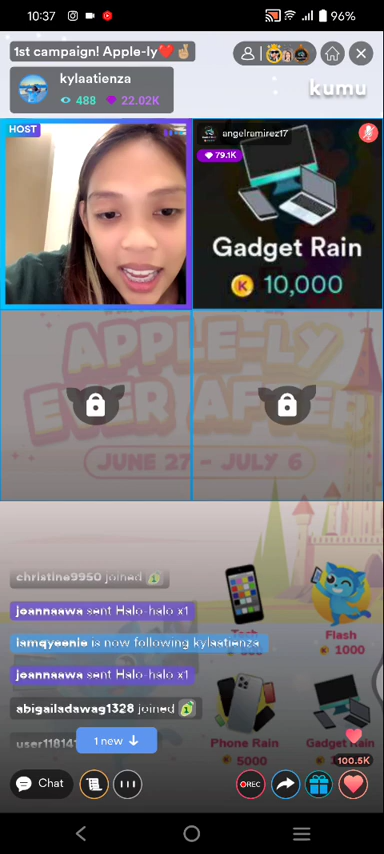 10:37
96%
1st campaign! Apple-ly❤️🤞🏼
kylaatienza
488 22.02K
kumu
HOST
angelramirez17
79.1K
Gadget Rain
K 10,000
APPLE-LY
EVER AFTER
JUNE 27 - JULY 6
christine9950 joined
joannaawa sent Halo-halo x1
iamqyeenie is now following kylaatienza
joannaawa sent Halo-halo x1
abigailadawag1328 joined
1 new ↓
Flash
K 1000
Phone Rain
K 5000
Gadget Rain
100.5K
Chat
REC